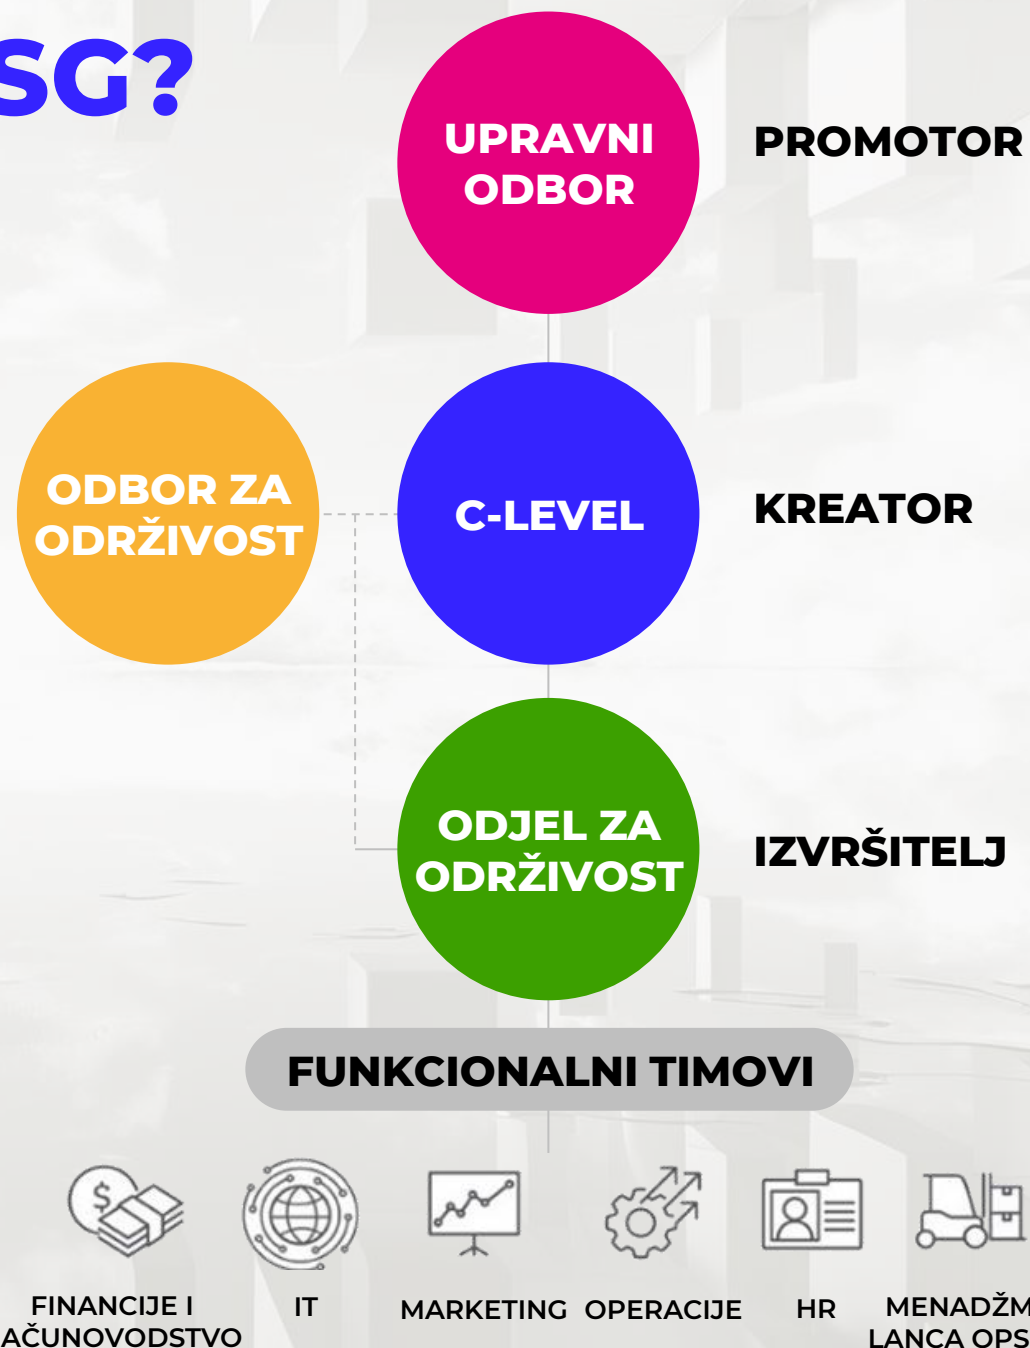 SG?
UPRAVNI
ODBOR
PROMOTOR
ODBOR ZA
ODRŽIVOST
C-LEVEL
KREATOR
ODJEL ZA
ODRŽIVOST
IZVRŠITELJ
FUNKCIONALNI TIMOVI
$
FINANCIJE I
AČUNOVODSTVO
IT
MARKETING
OPERACIJE
HR
MENADŽM
LANCA OPS